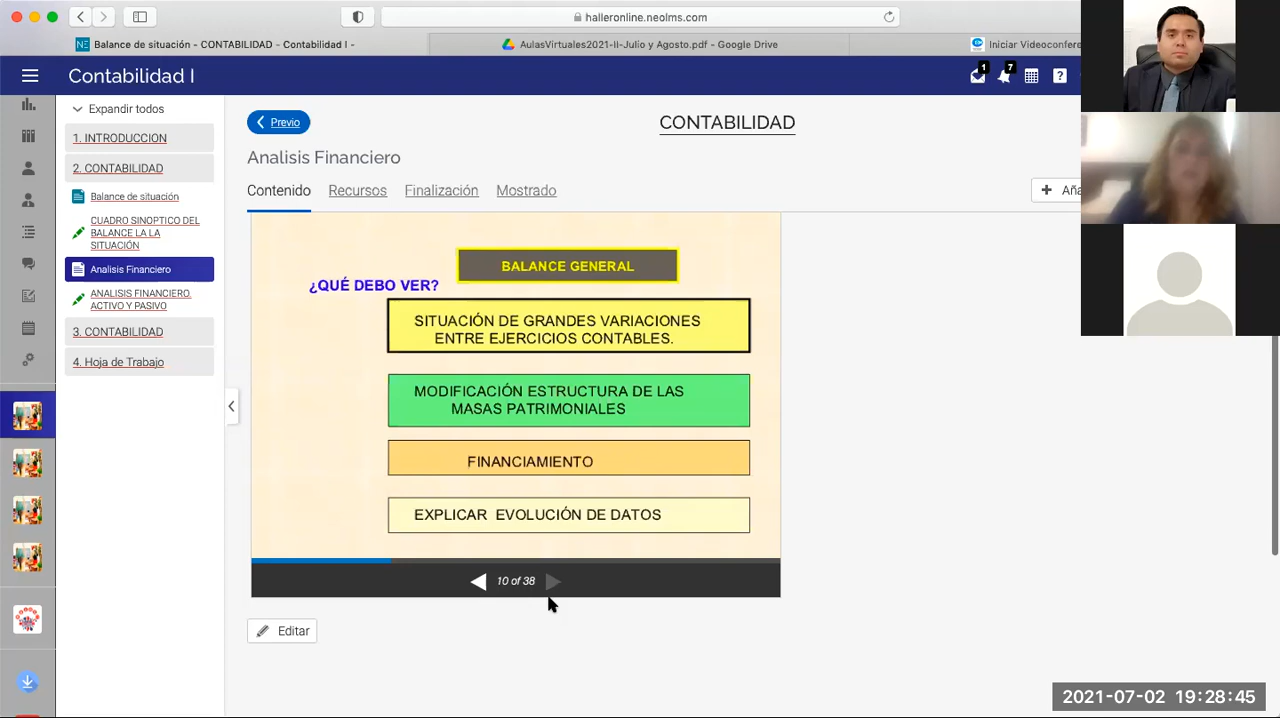 halleronline.neolms.com
Balance de situación - CONTABILIDAD - Contabilidad I -
AulasVirtuales2021-II-Julio y Agosto.pdf - Google Drive
Iniciar Videoconfere
Contabilidad I
1
7
?
Expandir todos
1. INTRODUCCION
2. CONTABILIDAD
Balance de situación
CUADRO SINOPTICO DEL
BALANCE LA LA
SITUACIÓN
Analisis Financiero
ANALISIS FINANCIERO,
ACTIVO Y PASIVO
3. CONTABILIDAD
4. Hoja de Trabajo
Previo
CONTABILIDAD
Analisis Financiero
Contenido
Recursos
Finalización
Mostrado
+ Aña
BALANCE GENERAL
¿QUÉ DEBO VER?
SITUACIÓN DE GRANDES VARIACIONES
ENTRE EJERCICIOS CONTABLES.
MODIFICACIÓN ESTRUCTURA DE LAS
MASAS PATRIMONIALES
FINANCIAMIENTO
EXPLICAR EVOLUCIÓN DE DATOS
10 of 38
Editar
2021-07-02 19:28:45